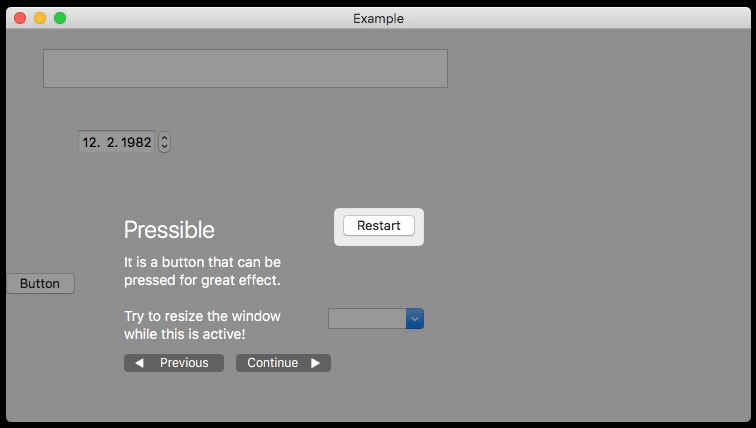 Example
12. 2. 1982
Pressible
Restart
It is a button that can be
pressed for great effect.
Button
Try to resize the window
while this is active!
Previous
Continue